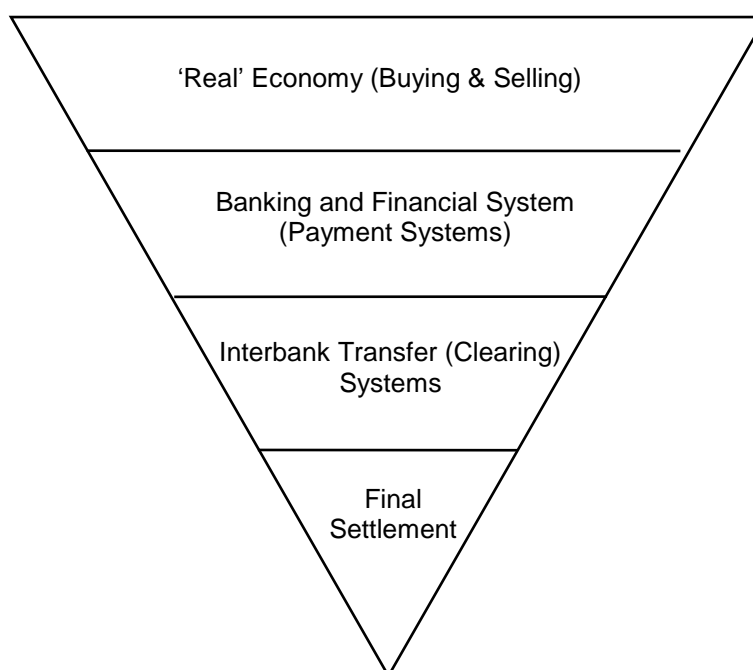 ‘Real’ Economy (Buying & Selling)
Banking and Financial System
(Payment Systems)
Interbank Transfer (Clearing)
Systems
Final
Settlement